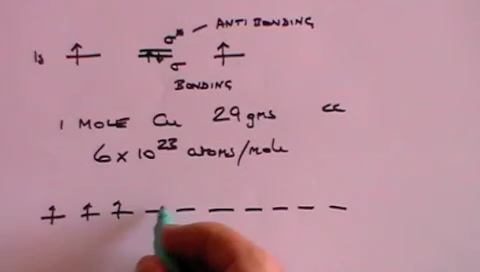 σ* — ANTI BONDING
1s σ
BONDING
1 MOLE Cu 29 gms cc
6 × 10²³ atoms/mole